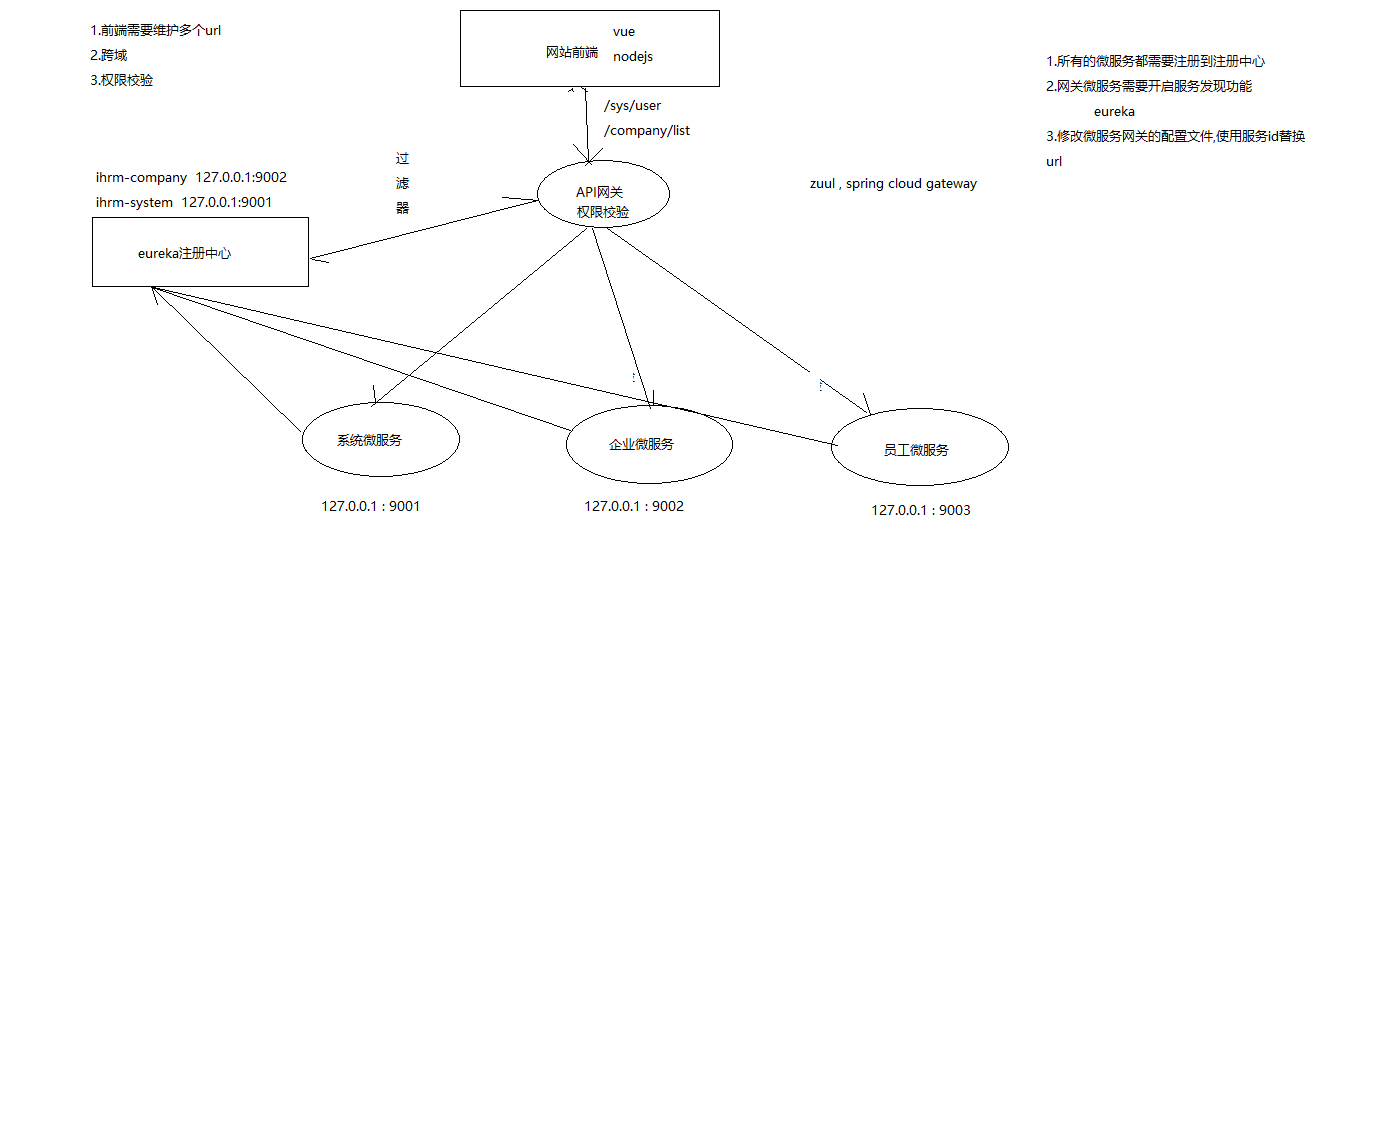 1.前端需要维护多个url
2.跨域
3.权限校验
vue
网站前端
nodejs
1.所有的微服务都需要注册到注册中心
2.网关微服务需要开启服务发现功能
eureka
3.修改微服务网关的配置文件,使用服务id替换
url
/sys/user
/company/list
过
滤
器
ihrm-company 127.0.0.1:9002
ihrm-system 127.0.0.1:9001
API网关
权限校验
zuul , spring cloud gateway
eureka注册中心
系统微服务
企业微服务
员工微服务
127.0.0.1 : 9001
127.0.0.1 : 9002
127.0.0.1 : 9003